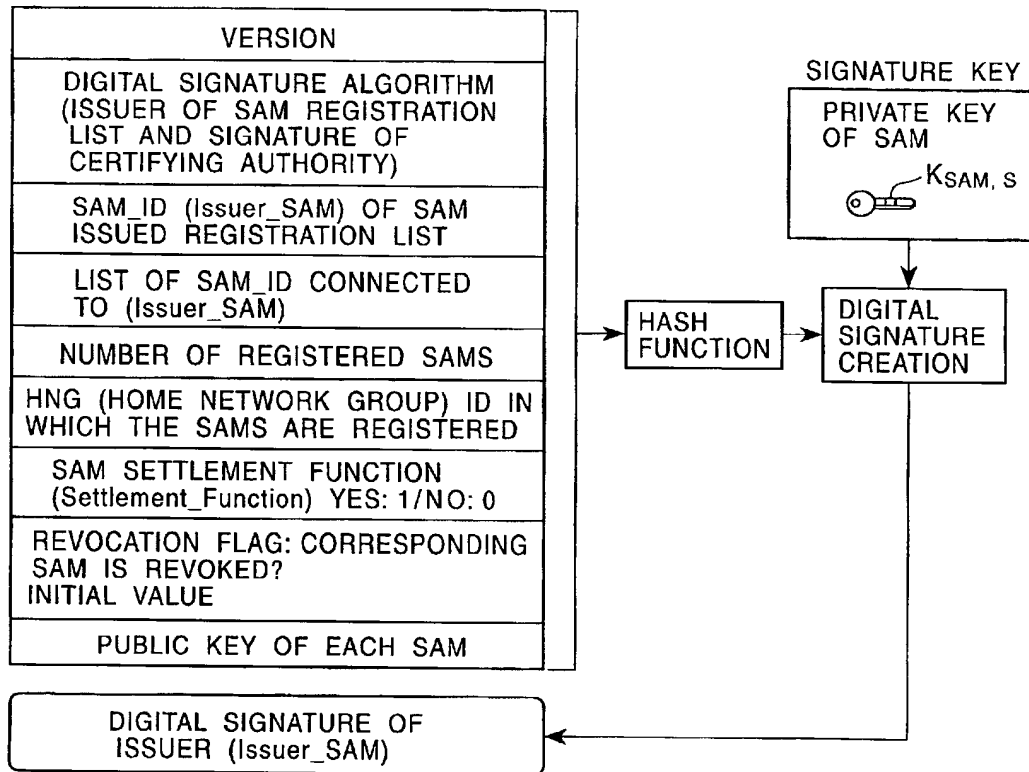 VERSION
DIGITAL SIGNATURE ALGORITHM
(ISSUER OF SAM REGISTRATION
LIST AND SIGNATURE OF
CERTIFYING AUTHORITY)
SAM_ID (Issuer_SAM) OF SAM
ISSUED REGISTRATION LIST
LIST OF SAM_ID CONNECTED
TO (Issuer_SAM)
NUMBER OF REGISTERED SAMS
HNG (HOME NETWORK GROUP) ID IN
WHICH THE SAMS ARE REGISTERED
SAM SETTLEMENT FUNCTION
(Settlement_Function) YES: 1/NO: 0
REVOCATION FLAG: CORRESPONDING
SAM IS REVOKED?
INITIAL VALUE
PUBLIC KEY OF EACH SAM
HASH
FUNCTION
SIGNATURE KEY
PRIVATE KEY
OF SAM
KSAM, S
DIGITAL
SIGNATURE
CREATION
DIGITAL SIGNATURE OF
ISSUER (Issuer_SAM)